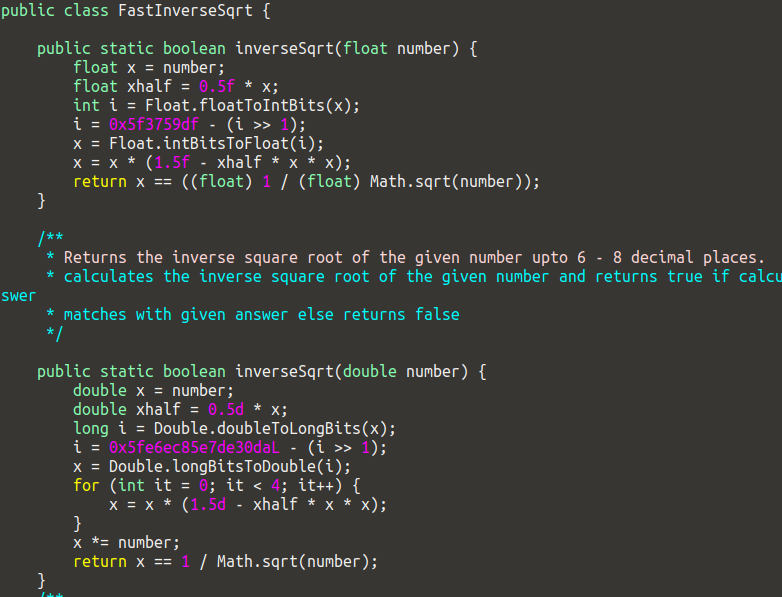 public class FastInverseSqrt {
    public static boolean inverseSqrt(float number) {
        float x = number;
        float xhalf = 0.5f * x;
        int i = Float.floatToIntBits(x);
        i = 0x5f3759df - (i >> 1);
        x = Float.intBitsToFloat(i);
        x = x * (1.5f - xhalf * x * x);
        return x == ((float) 1 / (float) Math.sqrt(number));
    }
    /**
     * Returns the inverse square root of the given number upto 6 - 8 decimal places.
     * calculates the inverse square root of the given number and returns true if calcu
swer
     * matches with given answer else returns false
     */
    public static boolean inverseSqrt(double number) {
        double x = number;
        double xhalf = 0.5d * x;
        long i = Double.doubleToLongBits(x);
        i = 0x5fe6ec85e7de30daL - (i >> 1);
        x = Double.longBitsToDouble(i);
        for (int it = 0; it < 4; it++) {
            x = x * (1.5d - xhalf * x * x);
        }
        x *= number;
        return x == 1 / Math.sqrt(number);
    }
    /**